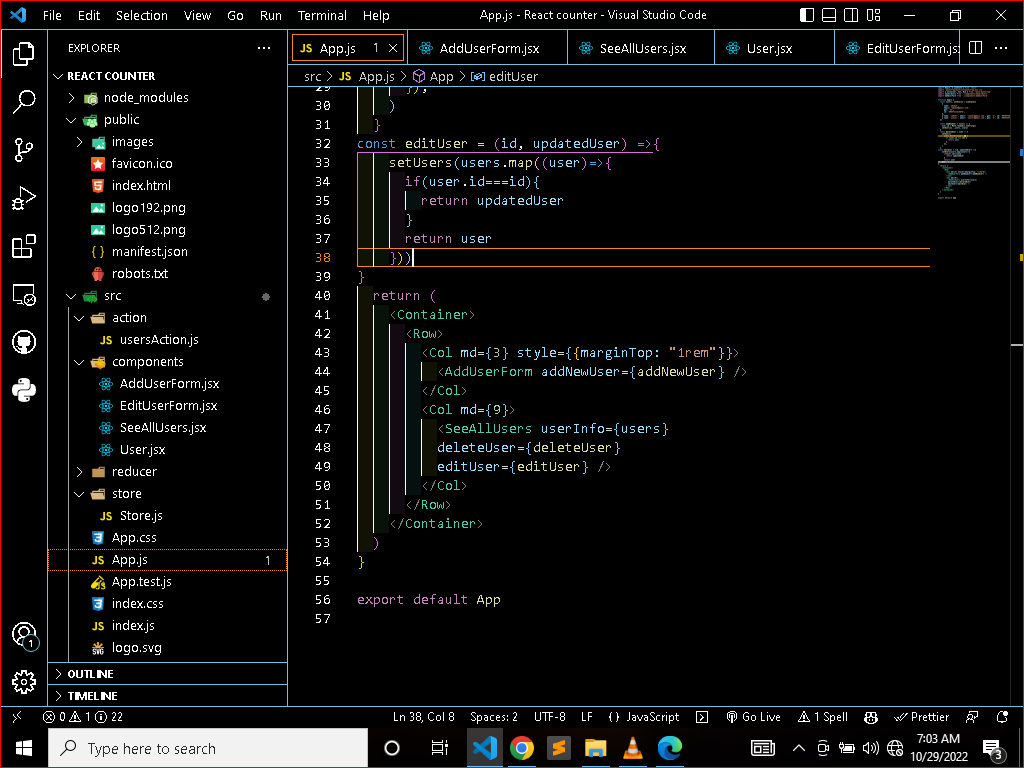 File Edit Selection View Go Run Terminal Help App.js - React counter - Visual Studio Code
EXPLORER
REACT COUNTER
node_modules
public
images
favicon.ico
index.html
logo192.png
logo512.png
manifest.json
robots.txt
src
action
JS usersAction.js
components
AddUserForm.jsx
EditUserForm.jsx
SeeAllUsers.jsx
User.jsx
reducer
store
JS Store.js
App.css
JS App.js 1
App.test.js
index.css
JS index.js
logo.svg
OUTLINE
TIMELINE
JS App.js 1 AddUserForm.jsx SeeAllUsers.jsx User.jsx EditUserForm.js
src > JS App.js > App > editUser
29 });
30 )
31 }
32 const editUser = (id, updatedUser) =>{
33 setUsers(users.map((user)=>{
34 if(user.id===id){
35 return updatedUser
36 }
37 return user
38 }))
39 }
40 return (
41 <Container>
42 <Row>
43 <Col md={3} style={{marginTop: "1rem"}}>
44 <AddUserForm addNewUser={addNewUser} />
45 </Col>
46 <Col md={9}>
47 <SeeAllUsers userInfo={users}
48 deleteUser={deleteUser}
49 editUser={editUser} />
50 </Col>
51 </Row>
52 </Container>
53 )
54 }
55
56 export default App
57
1
0 1 22 Ln 38, Col 8 Spaces: 2 UTF-8 LF {} JavaScript Go Live 1 Spell Prettier
Type here to search
7:03 AM
10/29/2022
3